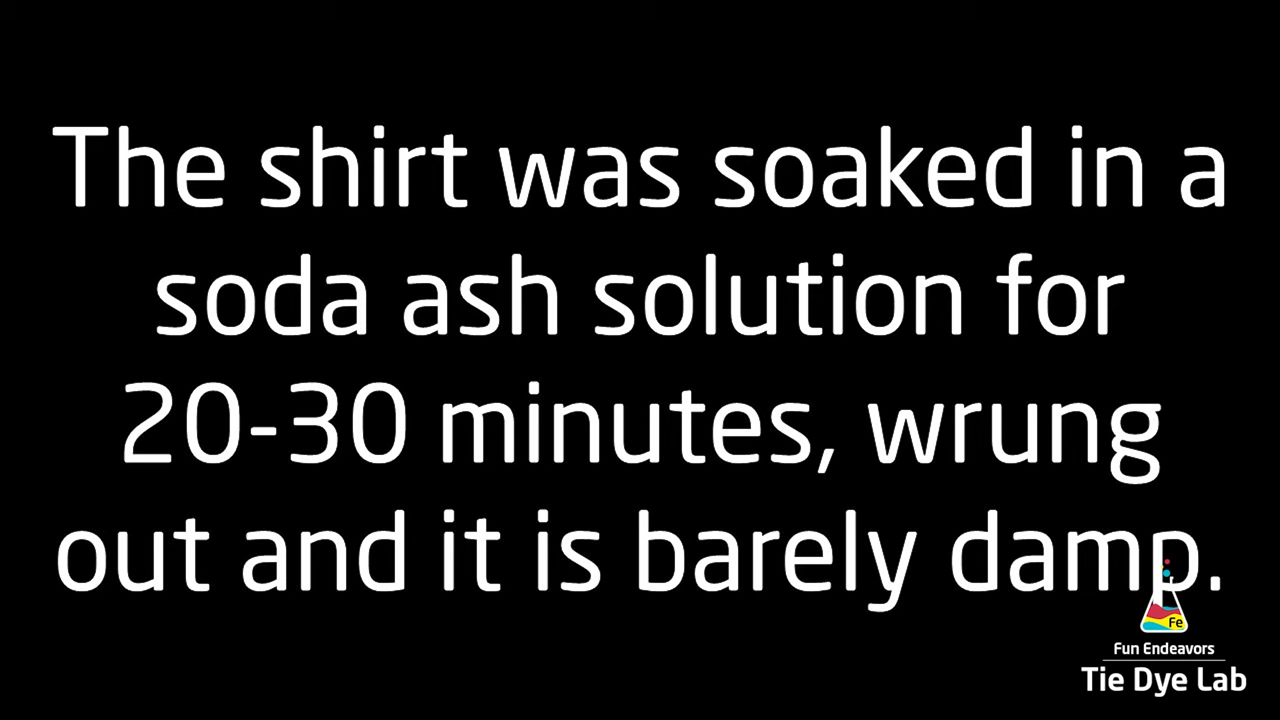 The shirt was soaked in a
soda ash solution for
20-30 minutes, wrung
out and it is barely damp.
Fe
Fun Endeavors
Tie Dye Lab